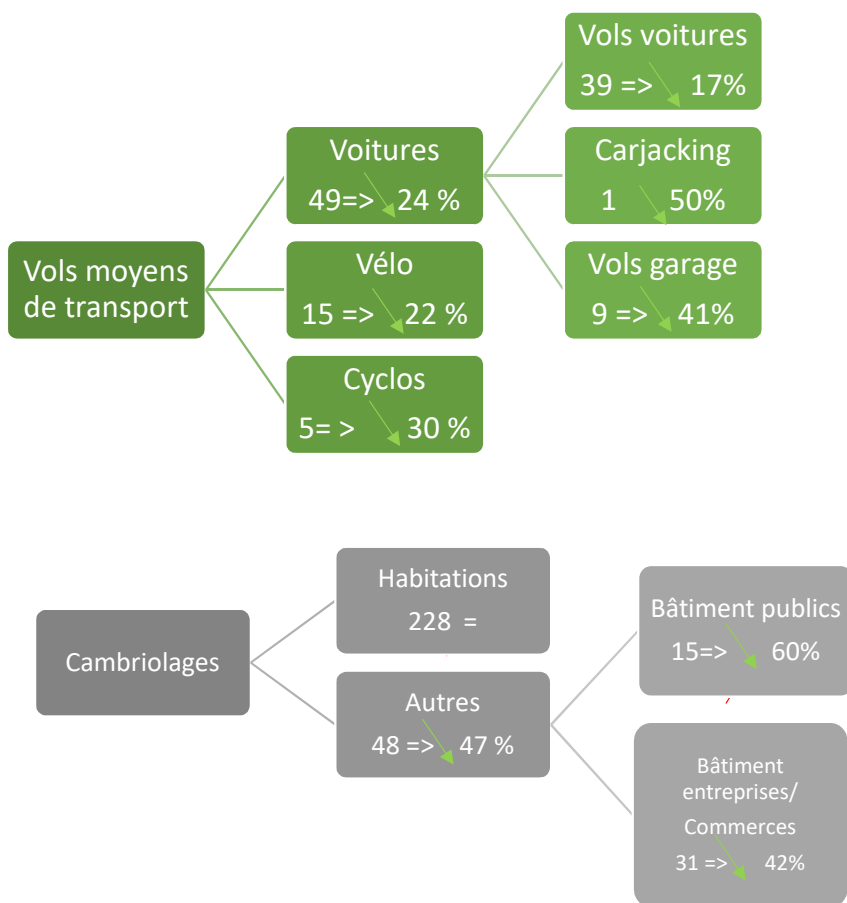 Vols moyens
de transport
Voitures
49=> 24 %
Vélo
15 => 22 %
Cyclos
5= > 30 %
Vols voitures
39 => 17%
Carjacking
1 50%
Vols garage
9 => 41%
Cambriolages
Habitations
228 =
Autres
48 => 47 %
Bâtiment publics
15=> 60%
Bâtiment
entreprises/
Commerces
31 => 42%